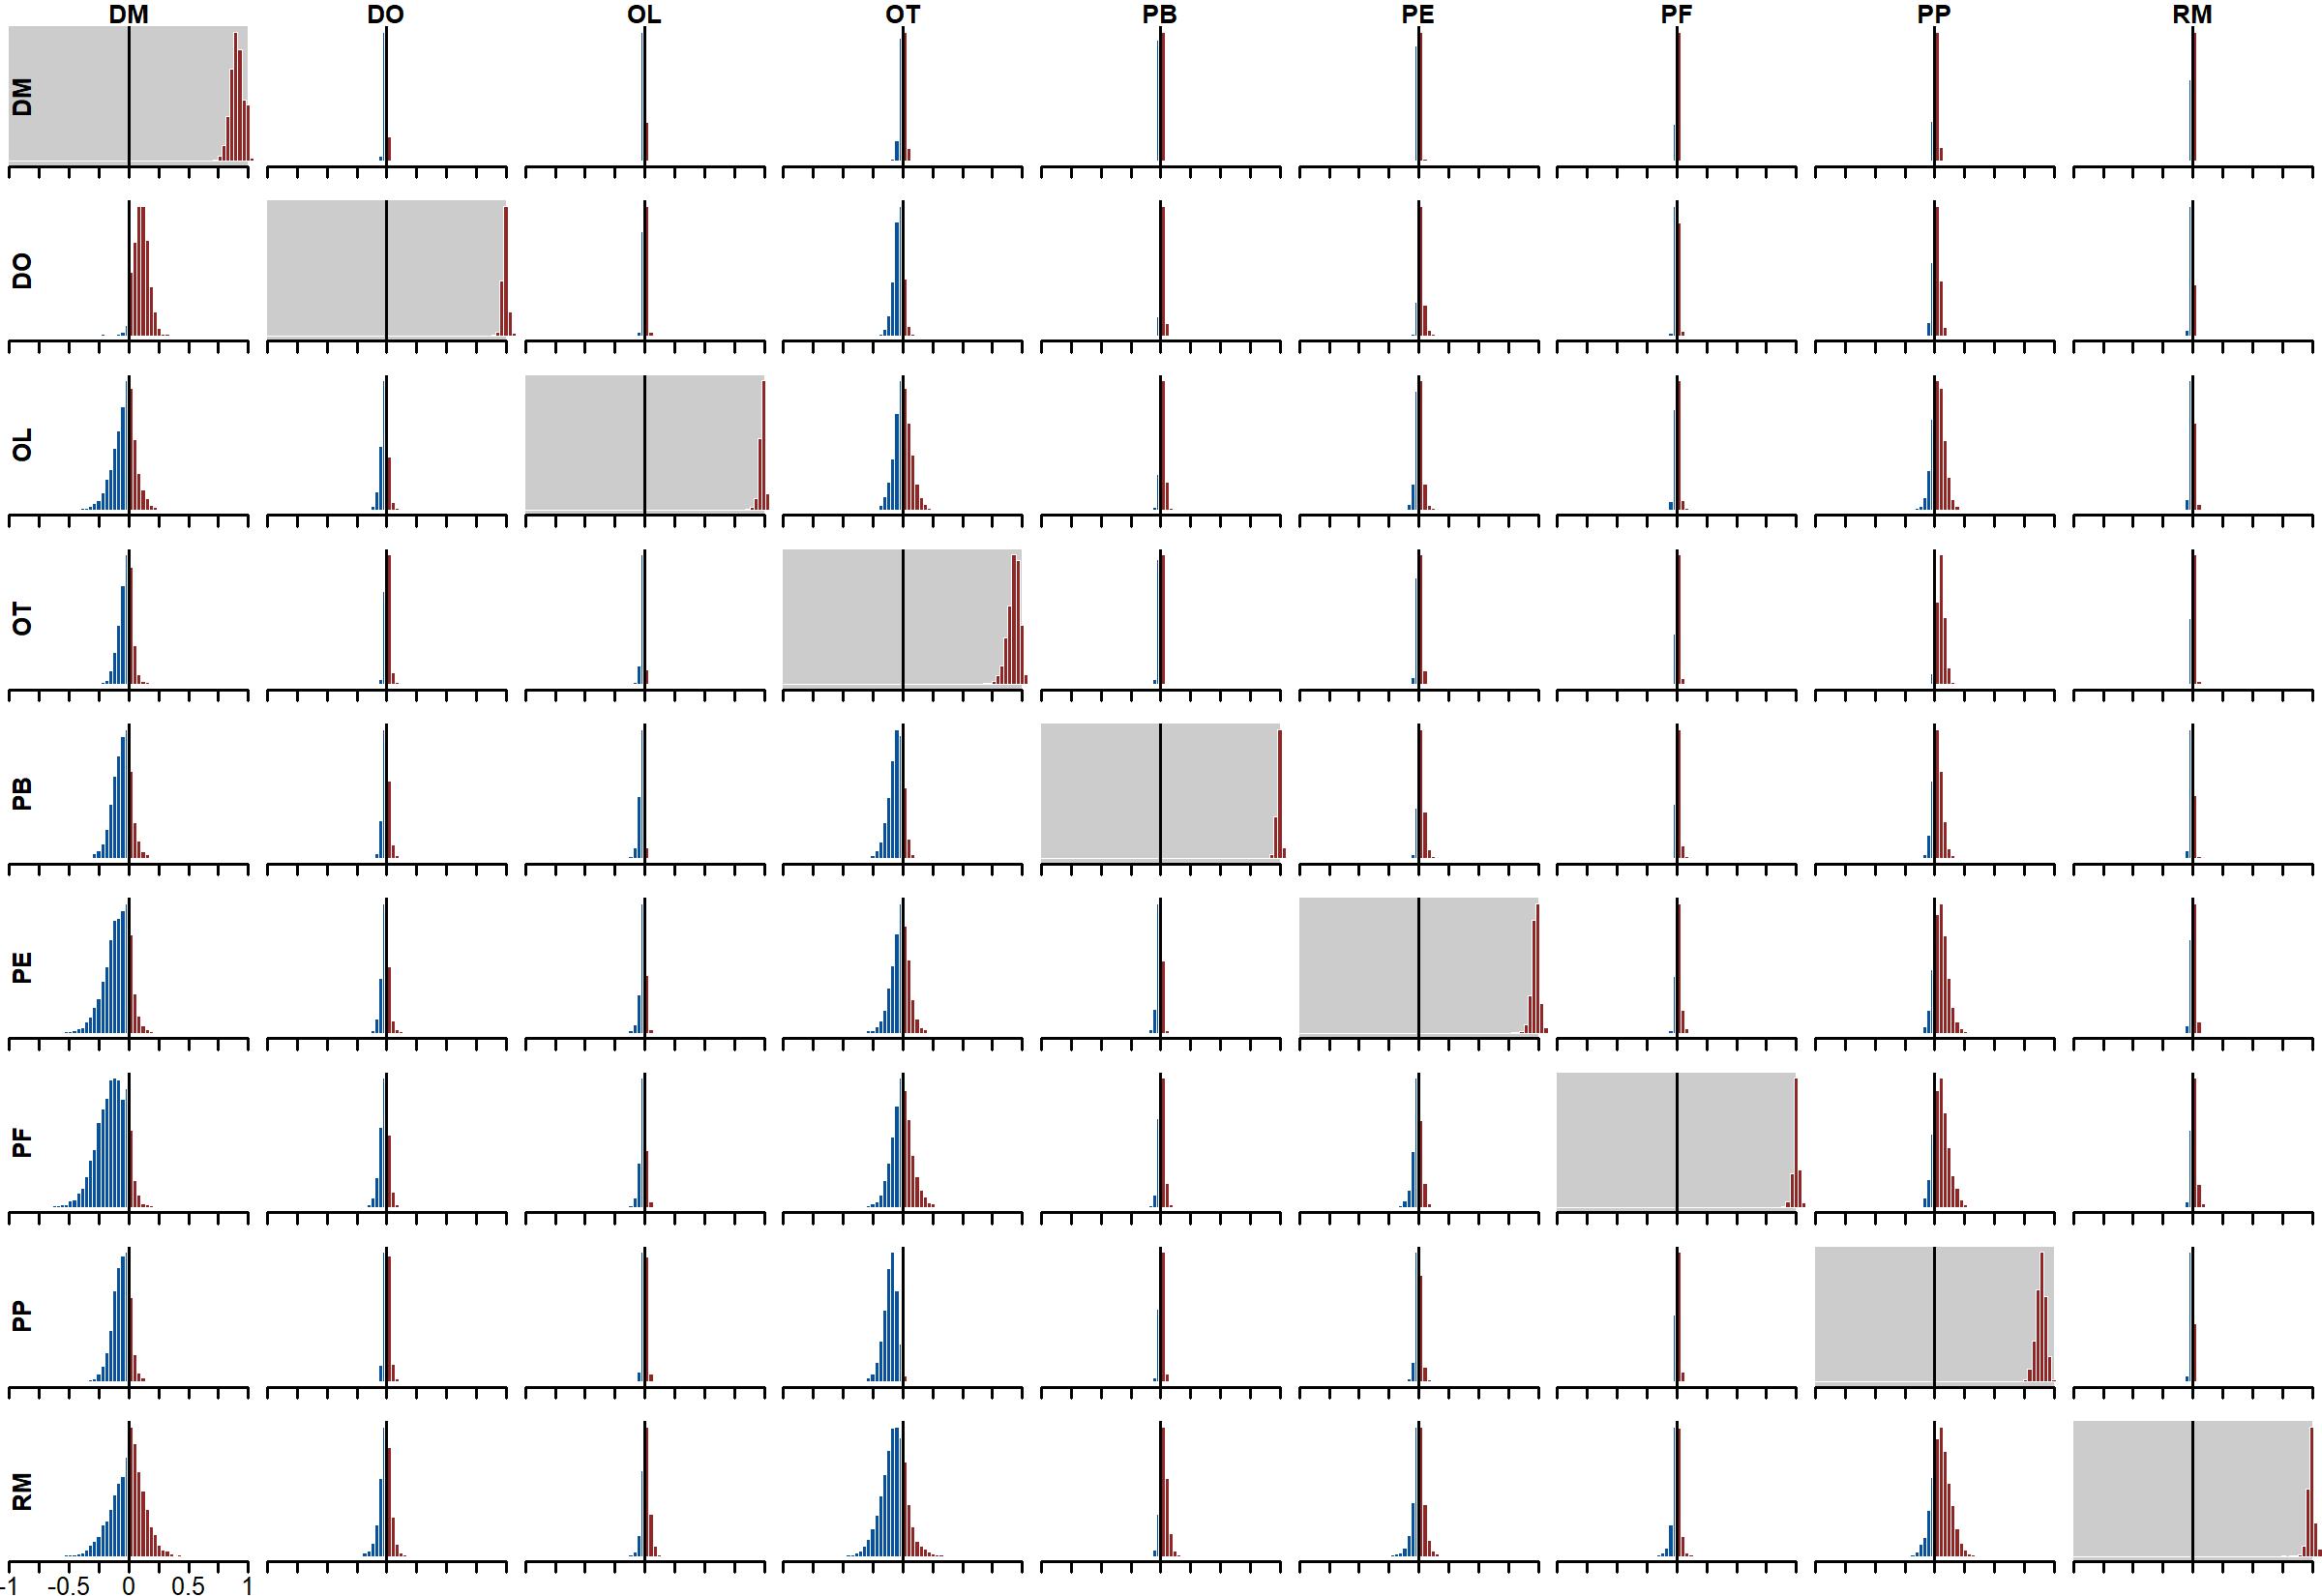 DM DO OL OT PB PE PF PP RM
DM
DO
OL
OT
PB
PE
PF
PP
RM
-1 -0.5 0 0.5 1